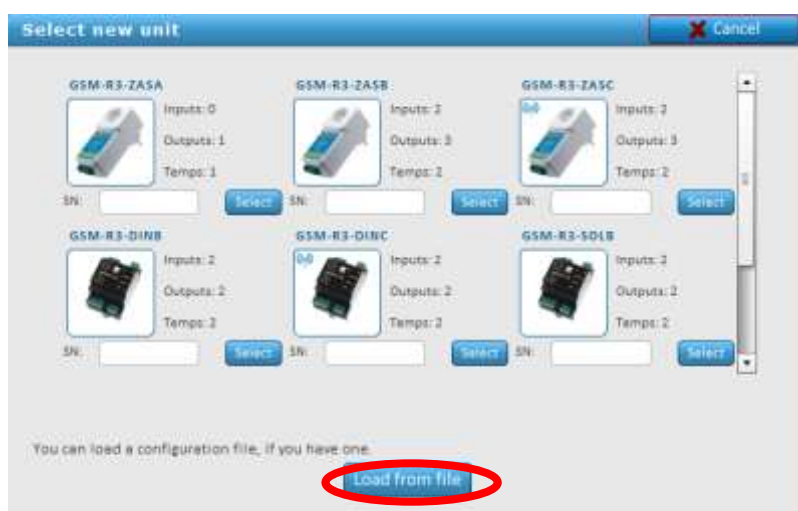 Select new unit
Cancel
GSM-R3-ZASA
Inputs: 0
Outputs: 1
Temps: 1
SN:
Select
GSM-R3-ZASB
Inputs: 2
Outputs: 3
Temps: 2
SN:
Select
GSM-R3-ZASC
Inputs: 2
Outputs: 3
Temps: 2
SN:
Select
GSM-R3-DINB
Inputs: 2
Outputs: 2
Temps: 2
SN:
Select
GSM-R3-DINC
Inputs: 2
Outputs: 2
Temps: 2
SN:
Select
GSM-R3-SOLB
Inputs: 2
Outputs: 2
Temps: 2
SN:
Select
You can load a configuration file, if you have one.
Load from file